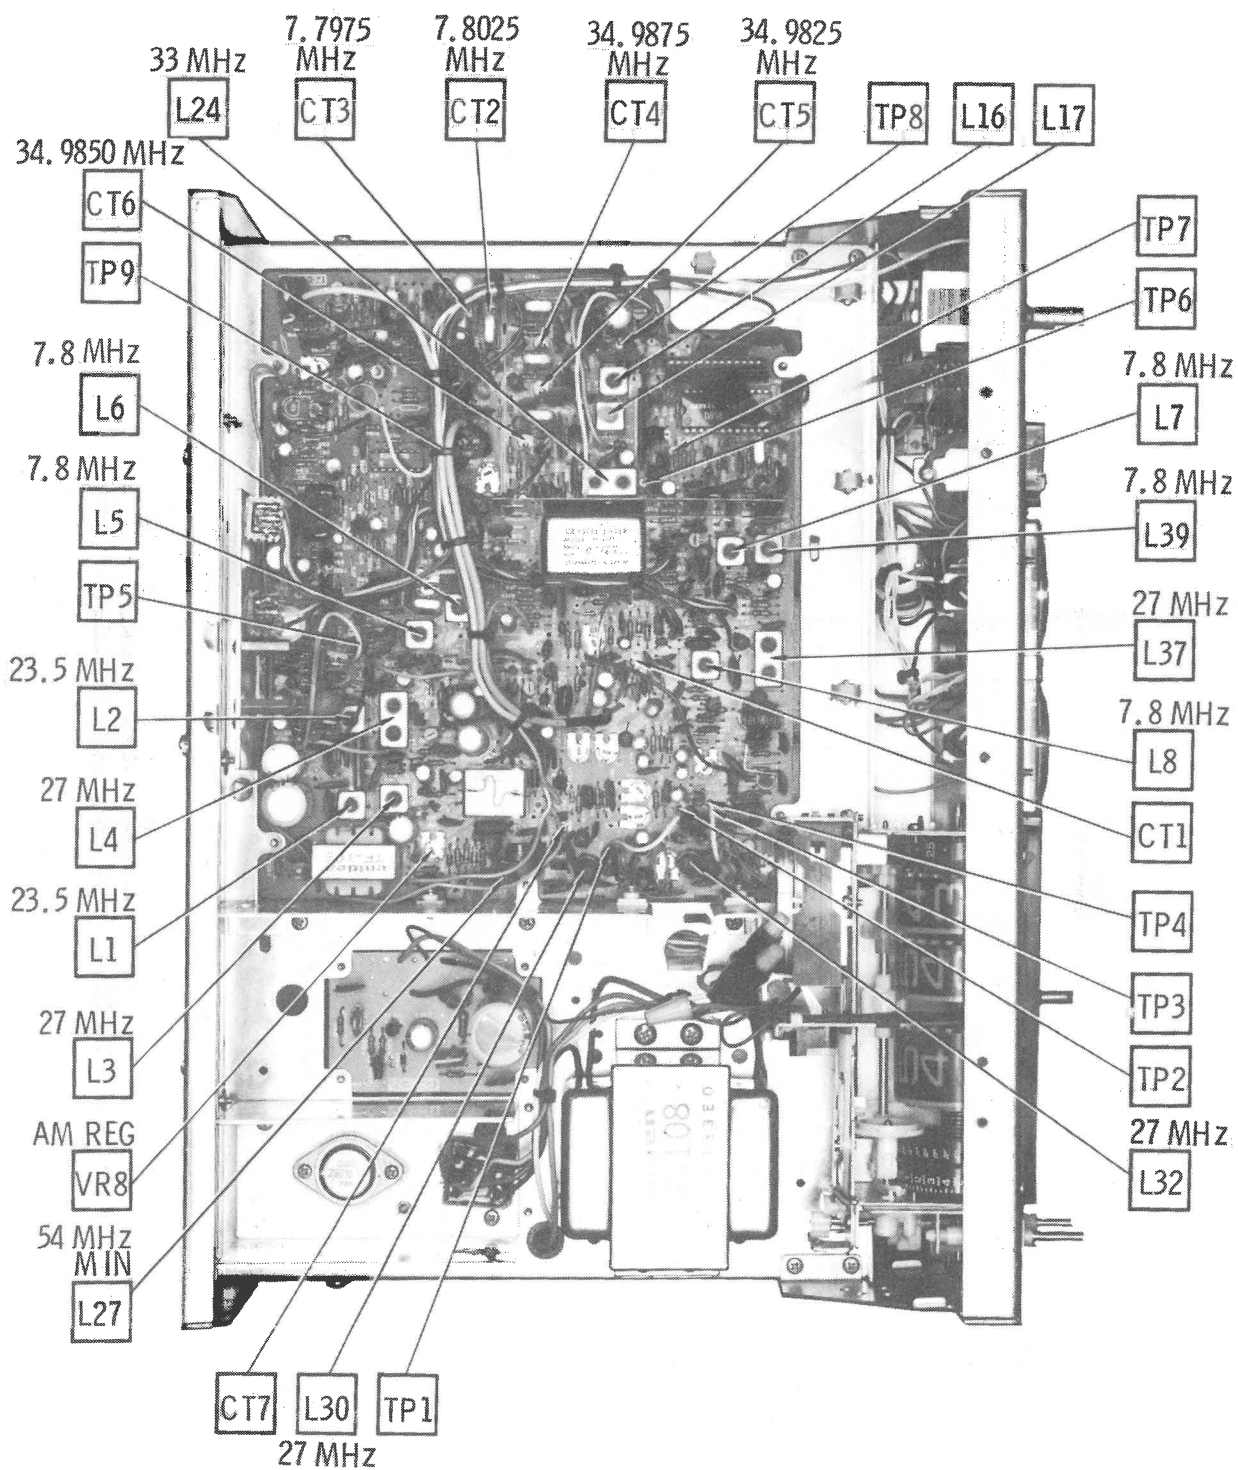 7.7975
MHz
CT3
7.8025
MHz
CT2
34.9875
MHz
CT4
34.9825
MHz
CT5
33 MHz
L24
TP8
L16
L17
34.9850 MHz
CT6
TP9
7.8 MHz
L6
7.8 MHz
L5
TP5
23.5 MHz
L2
27 MHz
L4
23.5 MHz
L1
27 MHz
L3
AM REG
VR8
54 MHz
MIN
L27
CT7
L30
27 MHz
TP1
TP7
TP6
7.8 MHz
L7
7.8 MHz
L39
27 MHz
L37
7.8 MHz
L8
CT1
TP4
TP3
TP2
27 MHz
L32
108